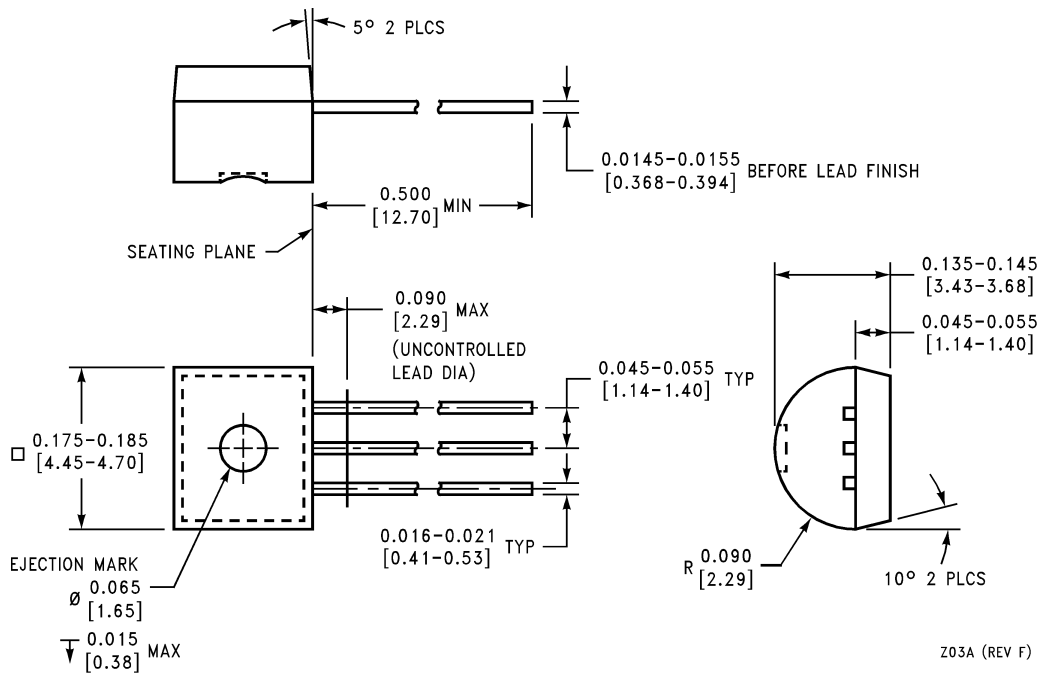 5° 2 PLCS
0.0145-0.0155
[0.368-0.394]
BEFORE LEAD FINISH
0.500
[12.70]
MIN
SEATING PLANE
0.090
[2.29]
MAX
(UNCONTROLLED
LEAD DIA)
0.135-0.145
[3.43-3.68]
0.045-0.055
[1.14-1.40]
0.045-0.055
[1.14-1.40]
TYP
0.175-0.185
[4.45-4.70]
0.016-0.021
[0.41-0.53]
TYP
EJECTION MARK
Ø 0.065
[1.65]
0.015
[0.38]
MAX
R 0.090
[2.29]
10° 2 PLCS
Z03A (REV F)